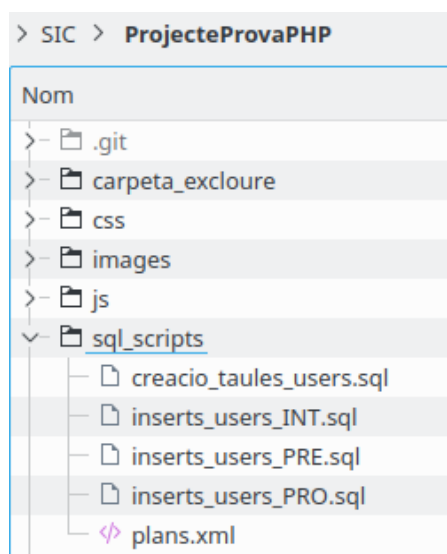 > SIC > ProjecteProvaPHP
Nom
.git
carpeta_excloure
css
images
js
sql_scripts
creacio_taules_users.sql
inserts_users_INT.sql
inserts_users_PRE.sql
inserts_users_PRO.sql
plans.xml